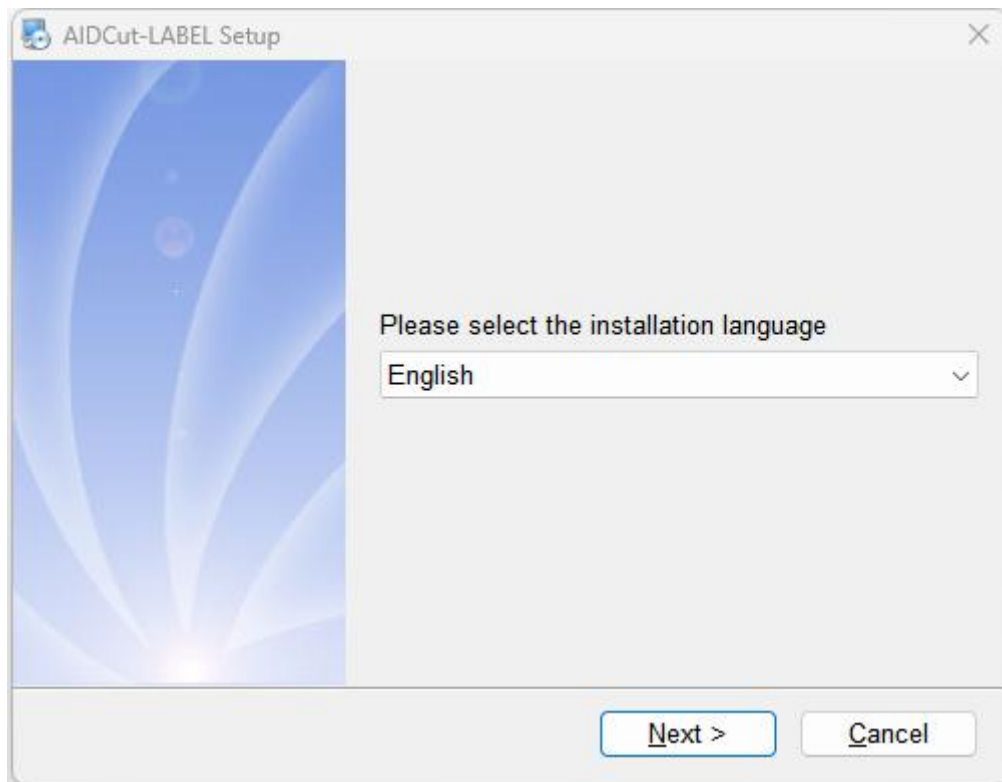 AIDCut-LABEL Setup
Please select the installation language
English
Next >
Cancel